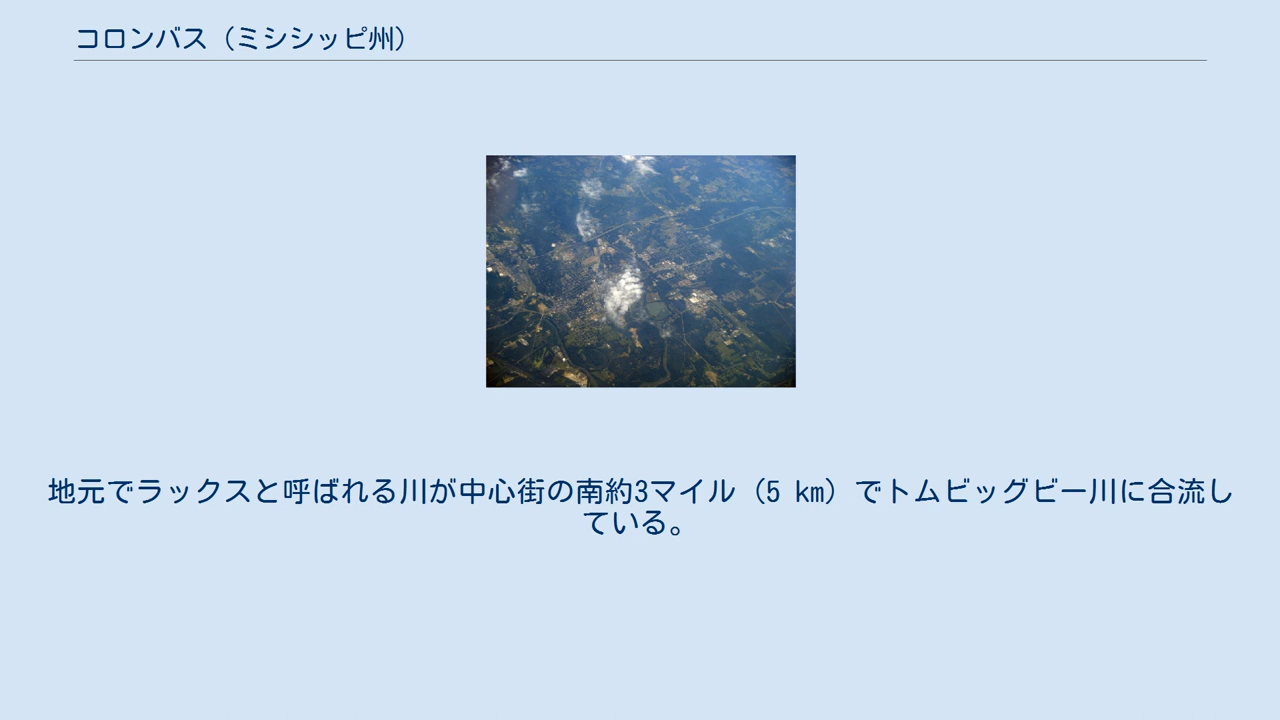 コロンバス（ミシシッピ州）
地元でラックスと呼ばれる川が中心街の南約3マイル（5 km）でトムビッグビー川に合流し
ている。